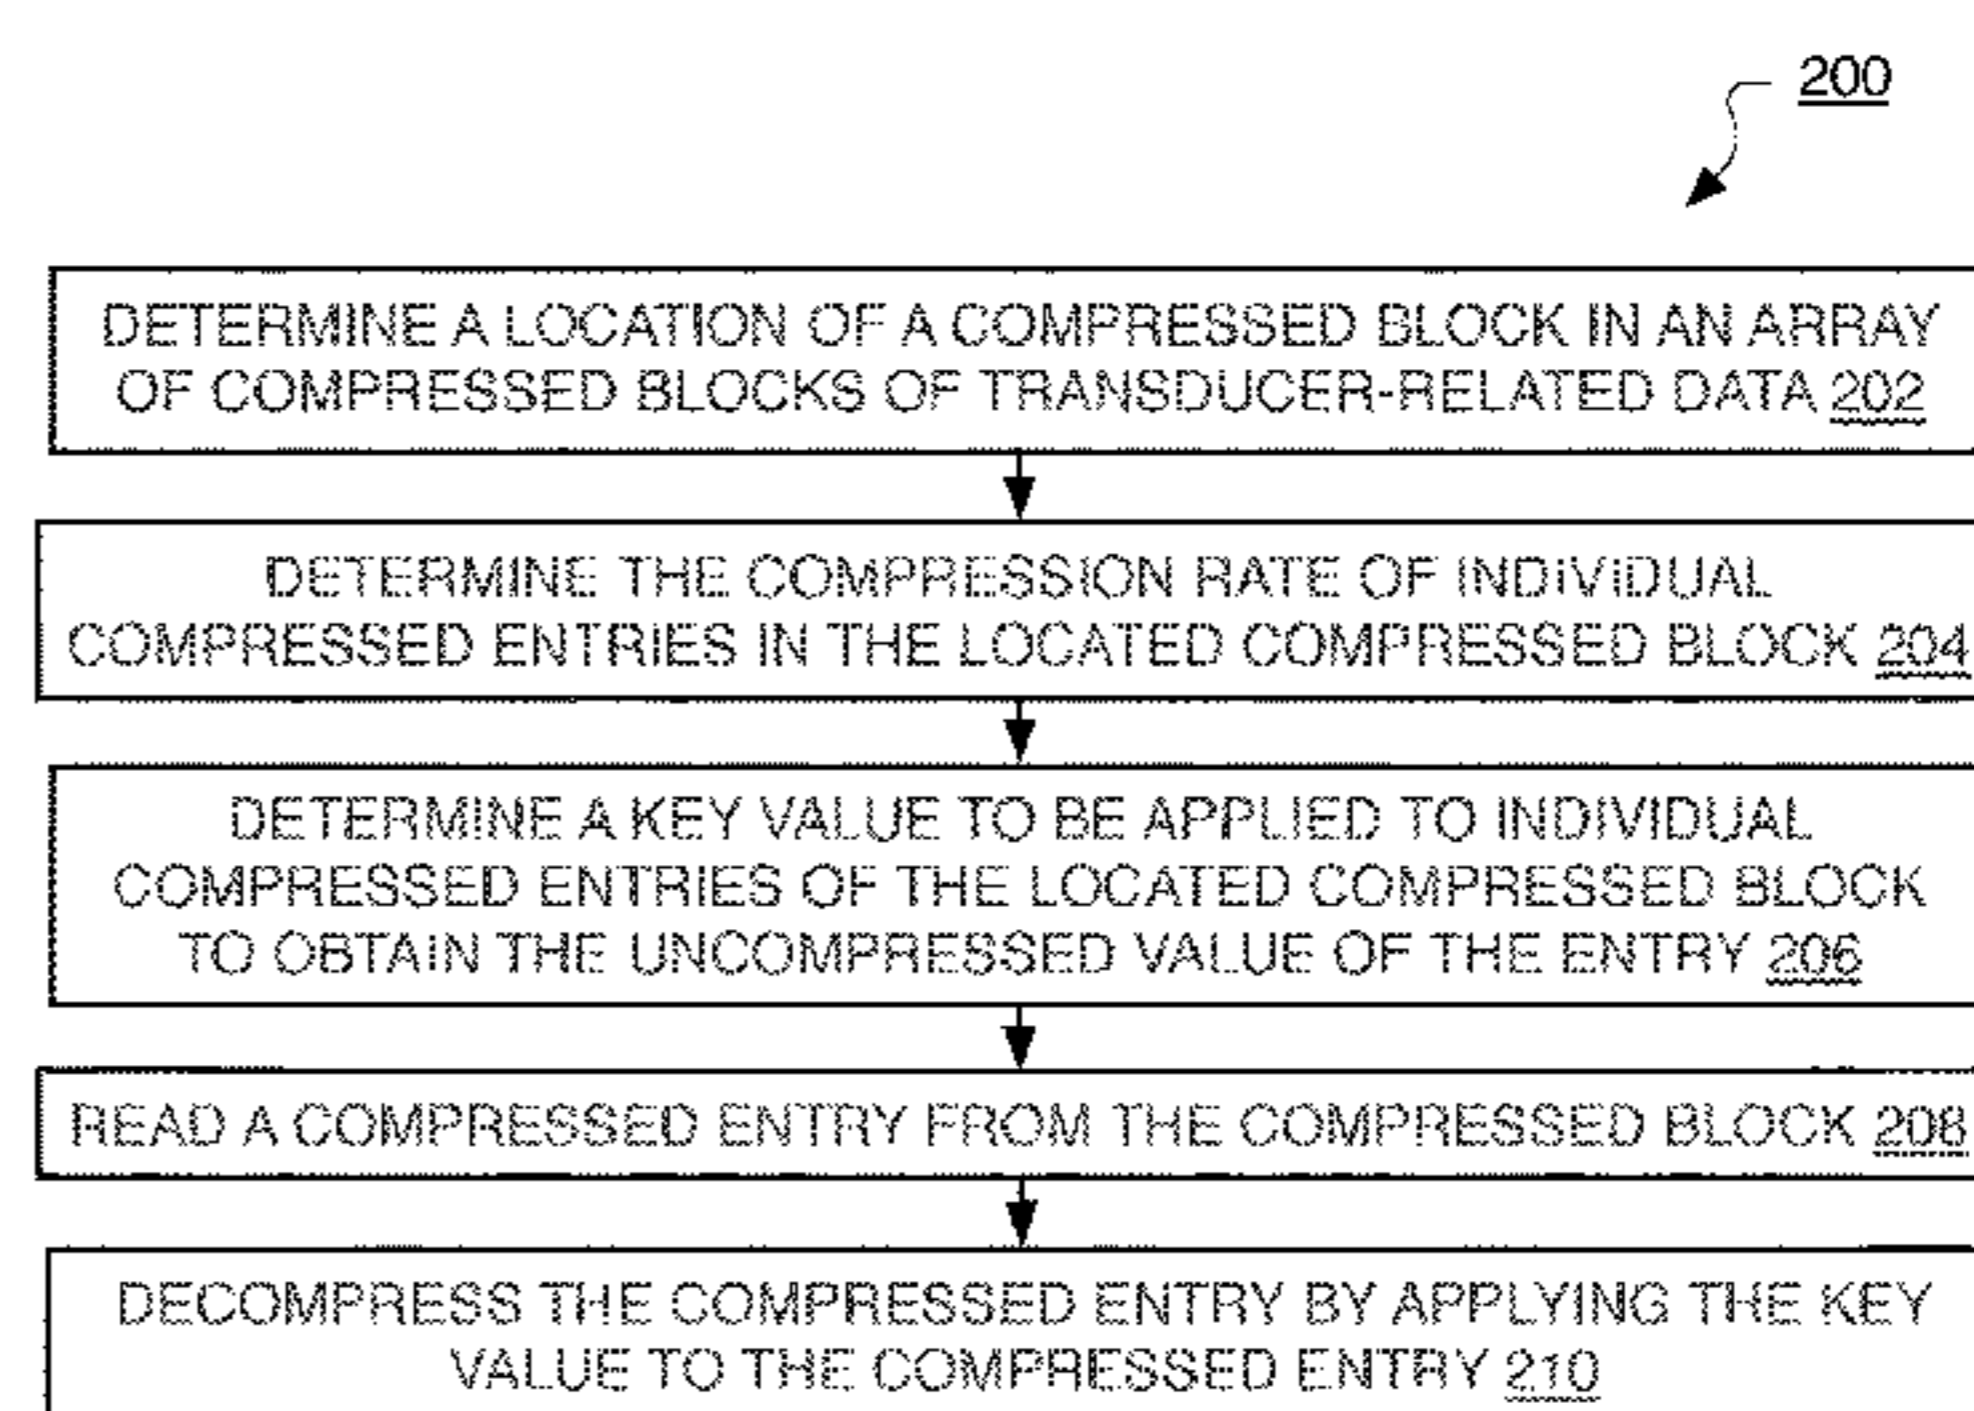 200
DETERMINE A LOCATION OF A COMPRESSED BLOCK IN AN ARRAY
OF COMPRESSED BLOCKS OF TRANSDUCER-RELATED DATA 202
DETERMINE THE COMPRESSION RATE OF INDIVIDUAL
COMPRESSED ENTRIES IN THE LOCATED COMPRESSED BLOCK 204
DETERMINE A KEY VALUE TO BE APPLIED TO INDIVIDUAL
COMPRESSED ENTRIES OF THE LOCATED COMPRESSED BLOCK
TO OBTAIN THE UNCOMPRESSED VALUE OF THE ENTRY 206
READ A COMPRESSED ENTRY FROM THE COMPRESSED BLOCK 208
DECOMPRESS THE COMPRESSED ENTRY BY APPLYING THE KEY
VALUE TO THE COMPRESSED ENTRY 210